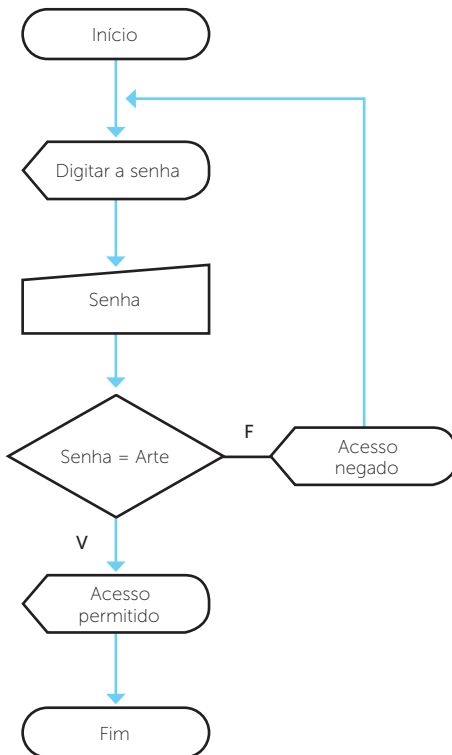 Início
Digitar a senha
Senha
Senha = Arte
F
Acesso
negado
V
Acesso
permitido
Fim